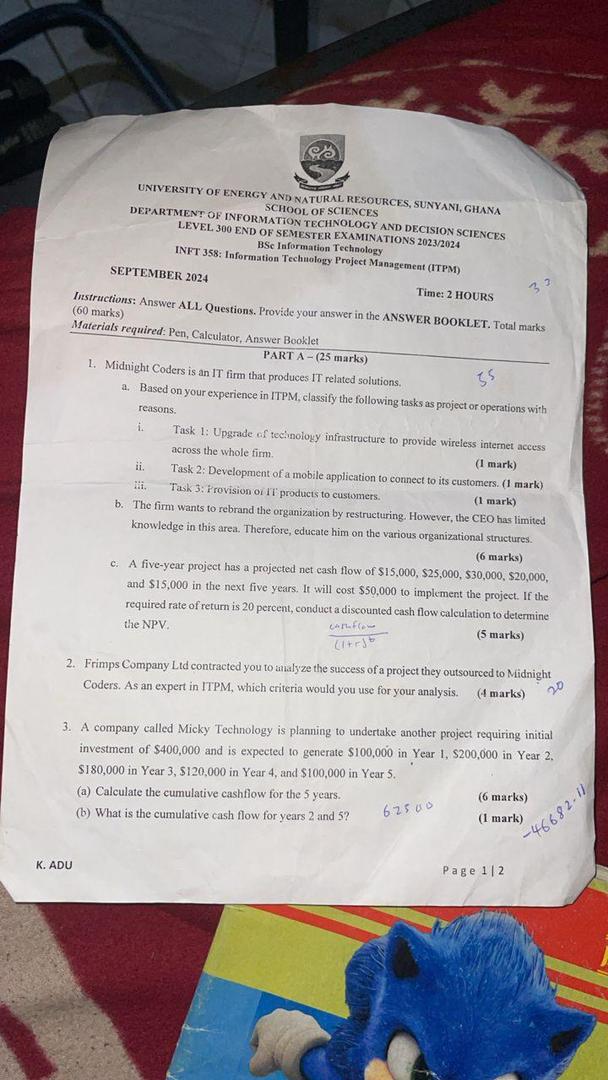 UNIVERSITY OF ENERGY AND NATURAL RESOURCES, SUNYANI, GHANA
SCHOOL OF SCIENCES
DEPARTMENT OF INFORMATION TECHNOLOGY AND DECISION SCIENCES
LEVEL 300 END OF SEMESTER EXAMINATIONS 2023/2024
BSc Information Technology
INFT 358: Information Technology Project Management (ITPM)
SEPTEMBER 2024
Time: 2 HOURS
33
Instructions: Answer ALL Questions. Provide your answer in the ANSWER BOOKLET. Total marks
(60 marks)
Materials required: Pen, Calculator, Answer Booklet
PART A – (25 marks)
35
1. Midnight Coders is an IT firm that produces IT related solutions.
a. Based on your experience in ITPM, classify the following tasks as project or operations with
reasons.
i. Task 1: Upgrade of technology infrastructure to provide wireless internet access
across the whole firm. (1 mark)
ii. Task 2: Development of a mobile application to connect to its customers. (1 mark)
iii. Task 3: Provision of IT products to customers. (1 mark)
b. The firm wants to rebrand the organization by restructuring. However, the CEO has limited
knowledge in this area. Therefore, educate him on the various organizational structures.
(6 marks)
c. A five-year project has a projected net cash flow of $15,000, $25,000, $30,000, $20,000,
and $15,000 in the next five years. It will cost $50,000 to implement the project. If the
required rate of return is 20 percent, conduct a discounted cash flow calculation to determine
the NPV. (5 marks)
cashflow
2. Frimps Company Ltd contracted you to analyze the success of a project they outsourced to Midnight
Coders. As an expert in ITPM, which criteria would you use for your analysis. (4 marks)
20
3. A company called Micky Technology is planning to undertake another project requiring initial
investment of $400,000 and is expected to generate $100,000 in Year 1, $200,000 in Year 2,
$180,000 in Year 3, $120,000 in Year 4, and $100,000 in Year 5.
(a) Calculate the cumulative cashflow for the 5 years. (6 marks)
(b) What is the cumulative cash flow for years 2 and 5? (1 mark)
62500
-46682.11
K. ADU
Page 1|2